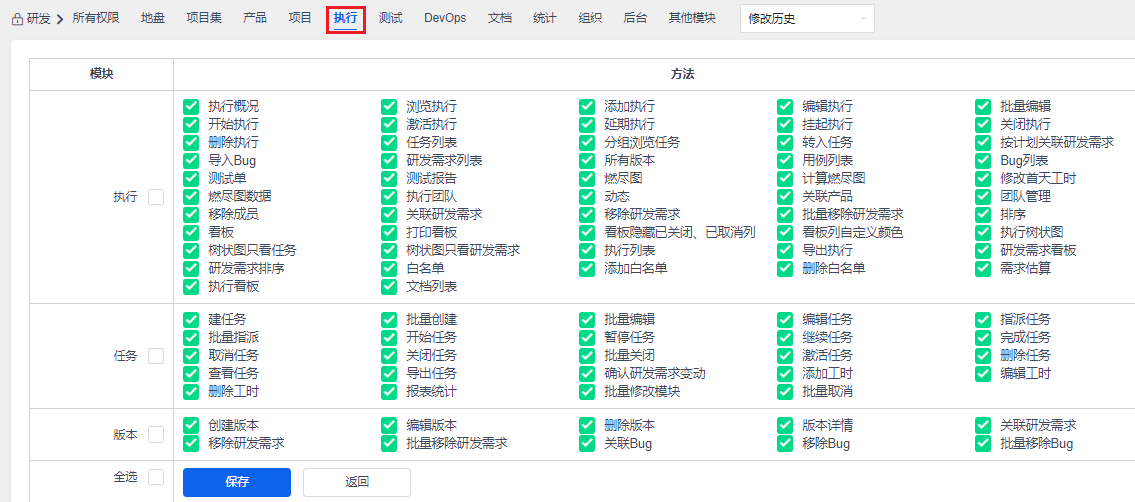 研发 所有权限 地盘 项目集 产品 项目 执行 测试 DevOps 文档 统计 组织 后台 其他模块 修改历史
模块 方法
执行概况 浏览执行 添加执行 编辑执行 批量编辑
开始执行 激活执行 延期执行 挂起执行 关闭执行
删除执行 任务列表 分组浏览任务 转入任务 按计划关联研发需求
导入Bug 研发需求列表 所有版本 用例列表 Bug列表
测试单 测试报告 燃尽图 计算燃尽图 修改首天工时
执行 燃尽图数据 执行团队 动态 关联产品 团队管理
移除成员 关联研发需求 移除研发需求 批量移除研发需求 排序
看板 打印看板 看板隐藏已关闭、已取消列 看板列自定义颜色 执行树状图
树状图只看任务 树状图只看研发需求 执行列表 导出执行 研发需求看板
研发需求排序 白名单 添加白名单 删除白名单 需求估算
执行看板 文档列表
建任务 批量创建 批量编辑 编辑任务 指派任务
批量指派 开始任务 暂停任务 继续任务 完成任务
任务 取消任务 关闭任务 批量关闭 激活任务 删除任务
查看任务 导出任务 确认研发需求变动 添加工时 编辑工时
删除工时 报表统计 批量修改模块 批量取消
版本 创建版本 编辑版本 删除版本 版本详情 关联研发需求
移除研发需求 批量移除研发需求 关联Bug 移除Bug 批量移除Bug
全选 保存 返回